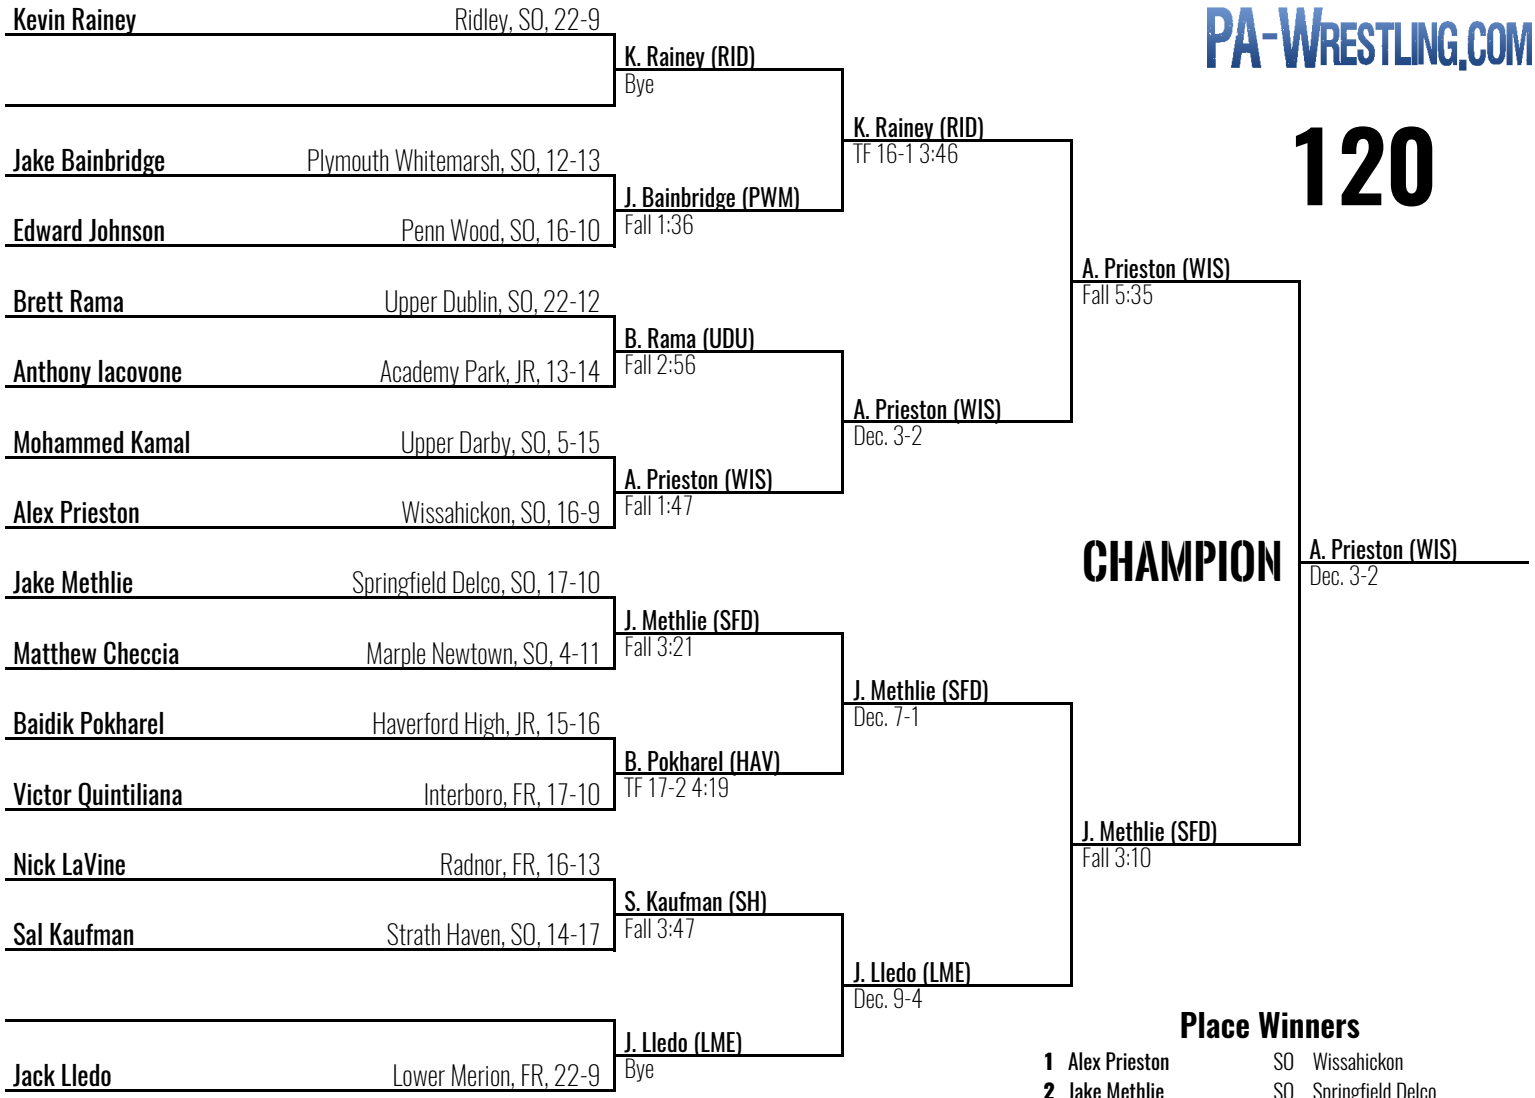 PA-WRESTLING.COM
120
Kevin Rainey Ridley, SO, 22-9
Jake Bainbridge Plymouth Whitemarsh, SO, 12-13
Edward Johnson Penn Wood, SO, 16-10
Brett Rama Upper Dublin, SO, 22-12
Anthony Iacovone Academy Park, JR, 13-14
Mohammed Kamal Upper Darby, SO, 5-15
Alex Prieston Wissahickon, SO, 16-9
Jake Methlie Springfield Delco, SO, 17-10
Matthew Checcia Marple Newtown, SO, 4-11
Baidik Pokharel Haverford High, JR, 15-16
Victor Quintiliana Interboro, FR, 17-10
Nick LaVine Radnor, FR, 16-13
Sal Kaufman Strath Haven, SO, 14-17
Jack Lledo Lower Merion, FR, 22-9
K. Rainey (RID)
Bye
J. Bainbridge (PWM)
Fall 1:36
B. Rama (UDU)
Fall 2:56
A. Prieston (WIS)
Fall 1:47
J. Methlie (SFD)
Fall 3:21
B. Pokharel (HAV)
TF 17-2 4:19
S. Kaufman (SH)
Fall 3:47
J. Lledo (LME)
Bye
K. Rainey (RID)
TF 16-1 3:46
A. Prieston (WIS)
Dec. 3-2
J. Methlie (SFD)
Dec. 7-1
J. Lledo (LME)
Dec. 9-4
A. Prieston (WIS)
Fall 5:35
J. Methlie (SFD)
Fall 3:10
CHAMPION
A. Prieston (WIS)
Dec. 3-2
Place Winners
1 Alex Prieston SO Wissahickon
2 Jake Methlie SO Springfield Delco